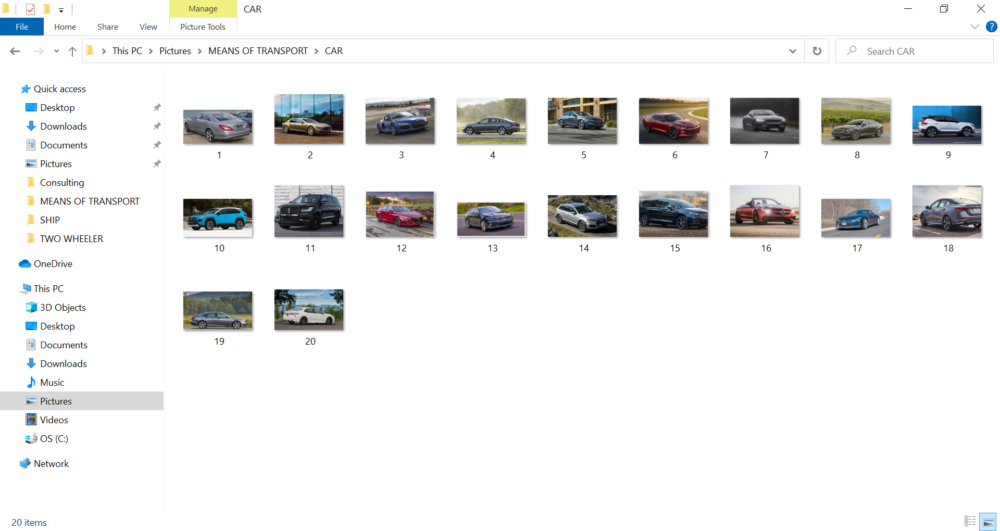 Manage
CAR
File
Home
Share
View
Picture Tools
This PC
Pictures
MEANS OF TRANSPORT
CAR
Search CAR
Quick access
Desktop
Downloads
Documents
Pictures
Consulting
MEANS OF TRANSPORT
SHIP
TWO WHEELER
OneDrive
This PC
3D Objects
Desktop
Documents
Downloads
Music
Pictures
Videos
OS (C:)
Network
1
2
3
4
5
6
7
8
9
10
11
12
13
14
15
16
17
18
19
20
20 items